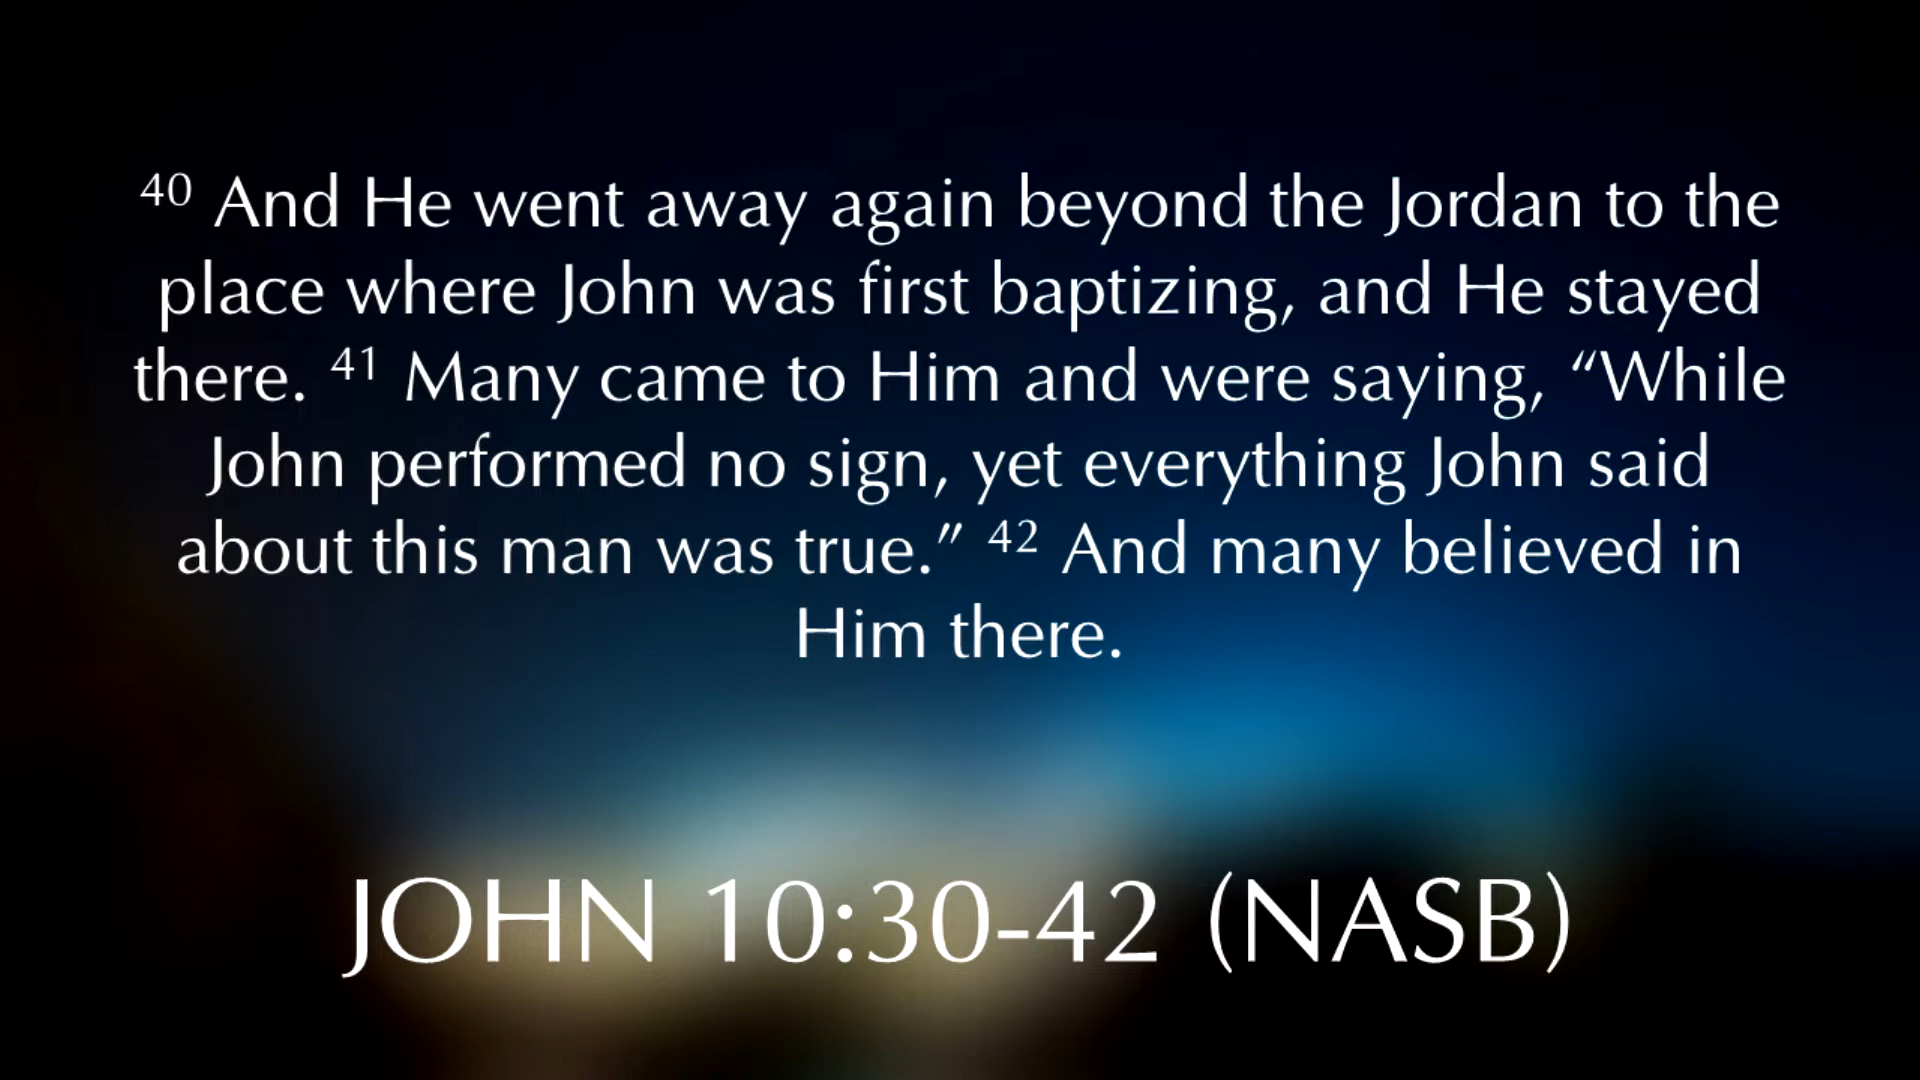 40 And He went away again beyond the Jordan to the
place where John was first baptizing, and He stayed
there. 41 Many came to Him and were saying, “While
John performed no sign, yet everything John said
about this man was true.” 42 And many believed in
Him there.
JOHN 10:30-42 (NASB)